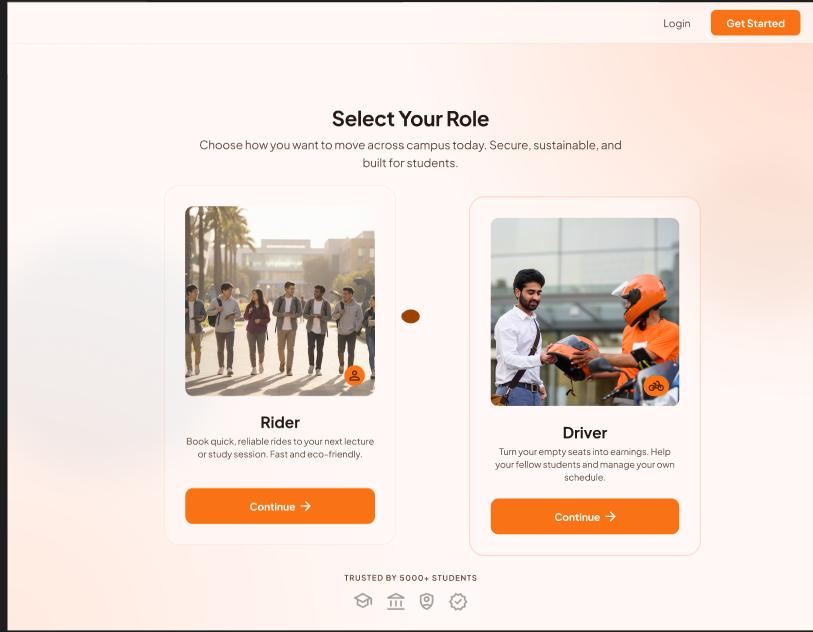 Login
Get Started
Select Your Role
Choose how you want to move across campus today. Secure, sustainable, and
built for students.
Rider
Book quick, reliable rides to your next lecture
or study session. Fast and eco-friendly.
Continue →
Driver
Turn your empty seats into earnings. Help
your fellow students and manage your own
schedule.
Continue →
TRUSTED BY 5000+ STUDENTS